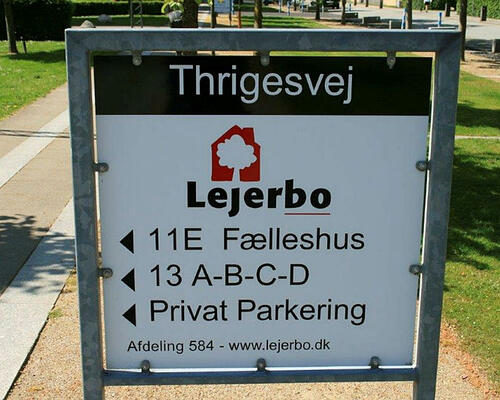 Thrigesvej
Lejerbo
11E Fælleshus
13 A-B-C-D
Privat Parkering
Afdeling 584 - www.lejerbo.dk